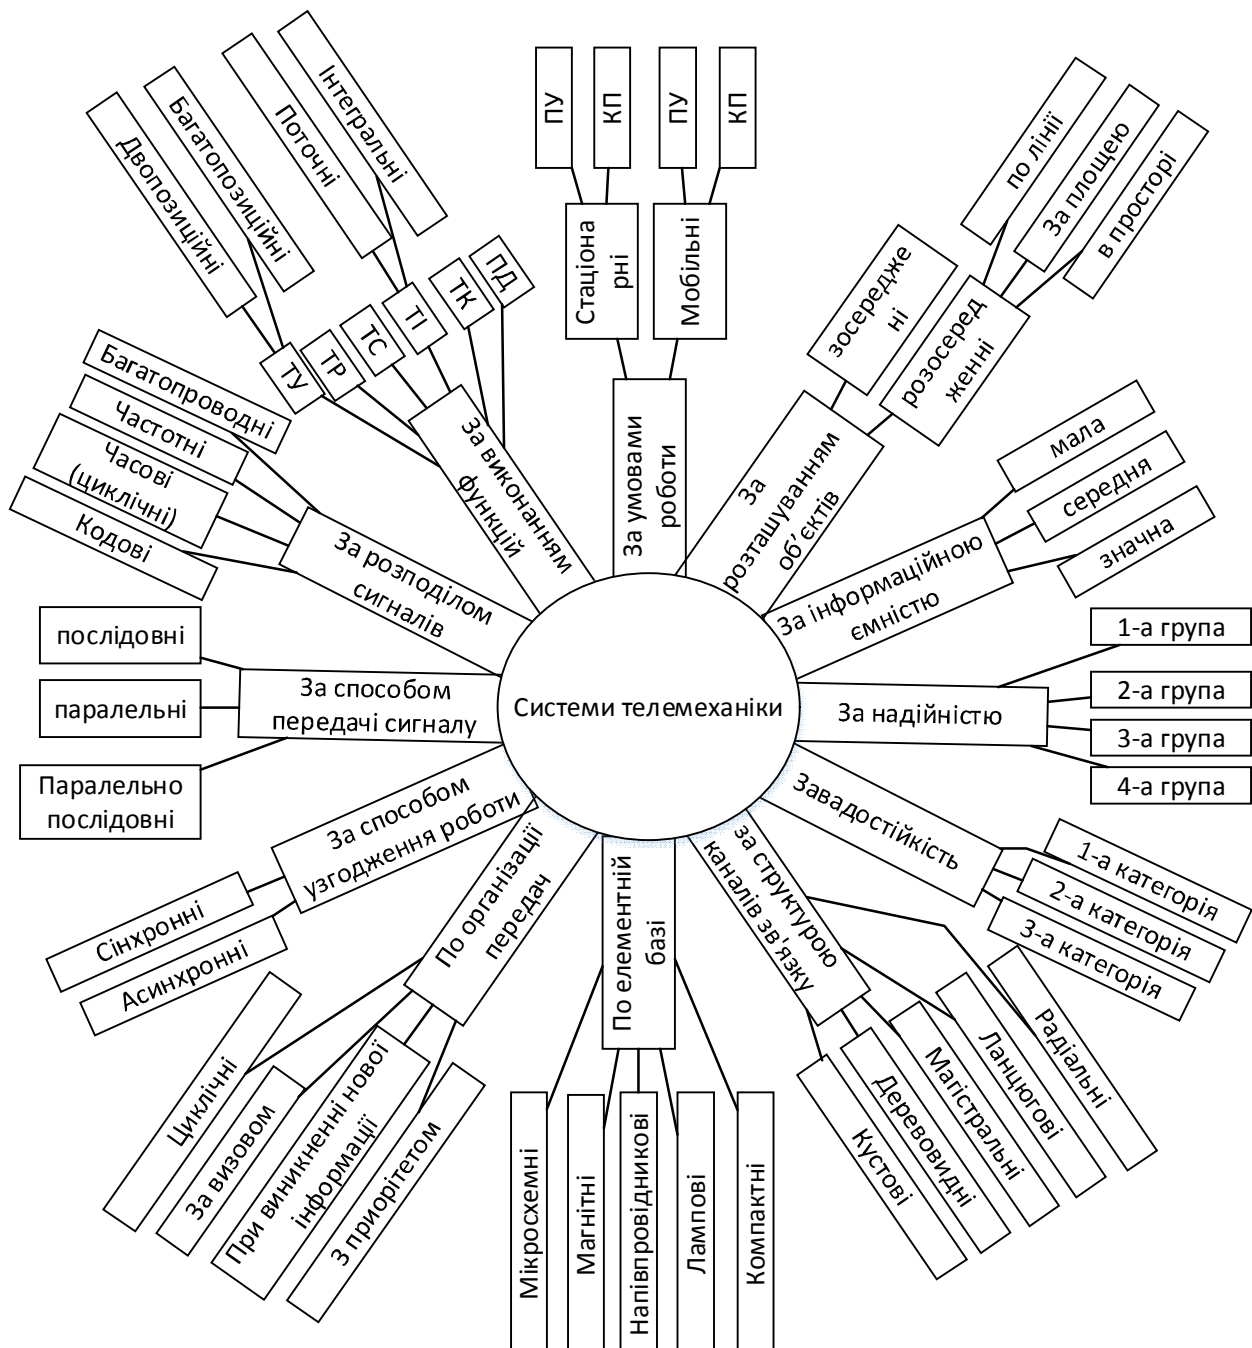 Системи телемеханіки
За умовами
роботи
Стаціона
рні
ПУ
КП
Мобільні
ПУ
КП
За
розташуванням
об'єктів
зосередже
ні
розосеред
женні
по лінії
За площею
в просторі
За інформаційною
ємністю
мала
середня
значна
За надійністю
1-а група
2-а група
3-а група
4-а група
Завадостійкість
1-а категорія
2-а категорія
3-а категорія
за структурою
каналів зв'язку
Радіальні
Ланцюгові
Магістральні
Деревовидні
Кустові
По елементній
базі
Мікросхемні
Магнітні
Напівпровідникові
Лампові
Компактні
По організації
передач
Циклічні
За визовом
При виникненні нової
інформації
З приорітетом
За способом
узгодження роботи
Сінхронні
Асинхронні
За способом
передачі сигналу
послідовні
паралельні
Паралельно
послідовні
За розподілом
сигналів
Багатопроводні
Частотні
Часові
(циклічні)
Кодові
За виконанням
функцій
ТУ
ТР
ТС
ТІ
ТК
ПД
Двопозиційні
Багатопозиційні
Поточні
Інтегральні